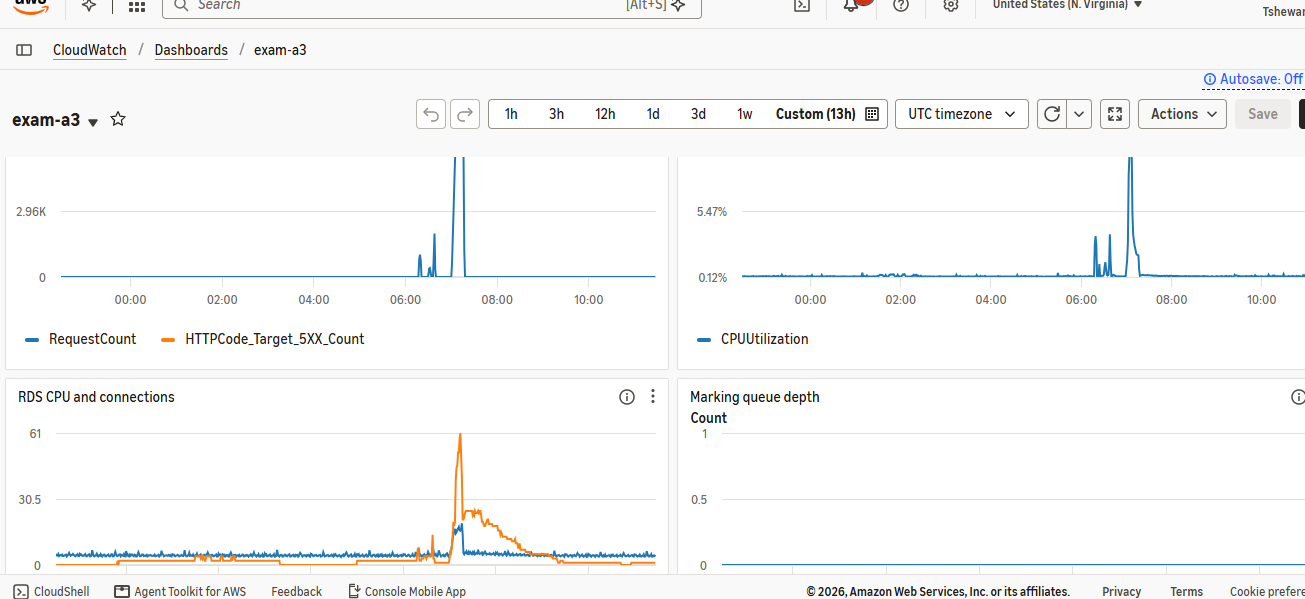 aws
Search [Alt+S] United States (N. Virginia)
Tshewar
CloudWatch / Dashboards / exam-a3
Autosave: Off
exam-a3 1h 3h 12h 1d 3d 1w Custom (13h) UTC timezone Actions Save
2.96K
0
00:00 02:00 04:00 06:00 08:00 10:00
RequestCount HTTPCode_Target_5XX_Count
5.47%
0.12%
00:00 02:00 04:00 06:00 08:00 10:00
CPUUtilization
RDS CPU and connections
61
30.5
0
Marking queue depth
Count
1
0.5
0
CloudShell Agent Toolkit for AWS Feedback Console Mobile App © 2026, Amazon Web Services, Inc. or its affiliates. Privacy Terms Cookie prefere